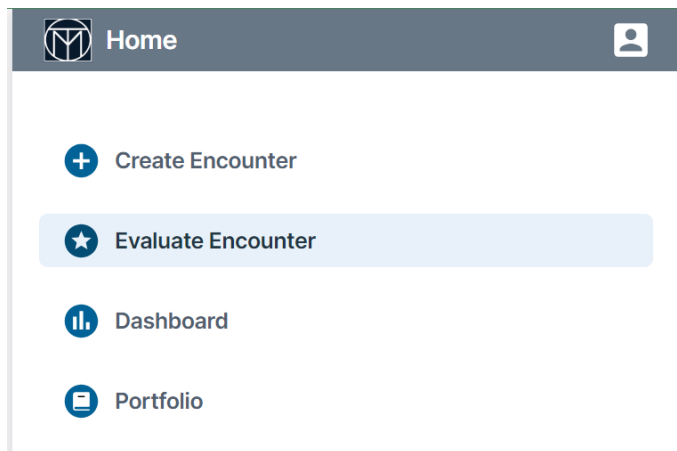 Home
Create Encounter
Evaluate Encounter
Dashboard
Portfolio